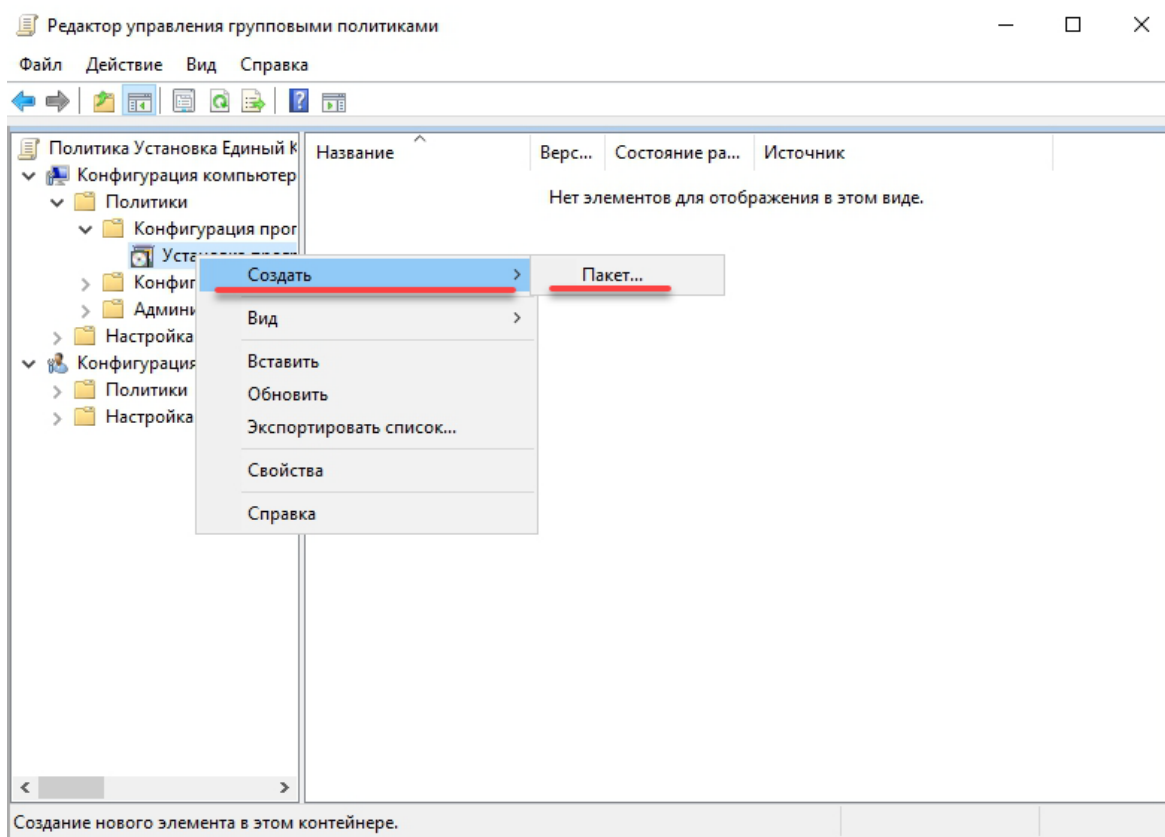 Редактор управления групповыми политиками
Файл Действие Вид Справка
Политика Установка Единый К
Название Верс... Состояние ра... Источник
Конфигурация компьютер
Политики
Нет элементов для отображения в этом виде.
Конфигурация прог
Создать
Пакет...
Конфиг
Админи
Вид
Настройка
Конфигурация
Вставить
Политики
Обновить
Настройка
Экспортировать список...
Свойства
Справка
Создание нового элемента в этом контейнере.